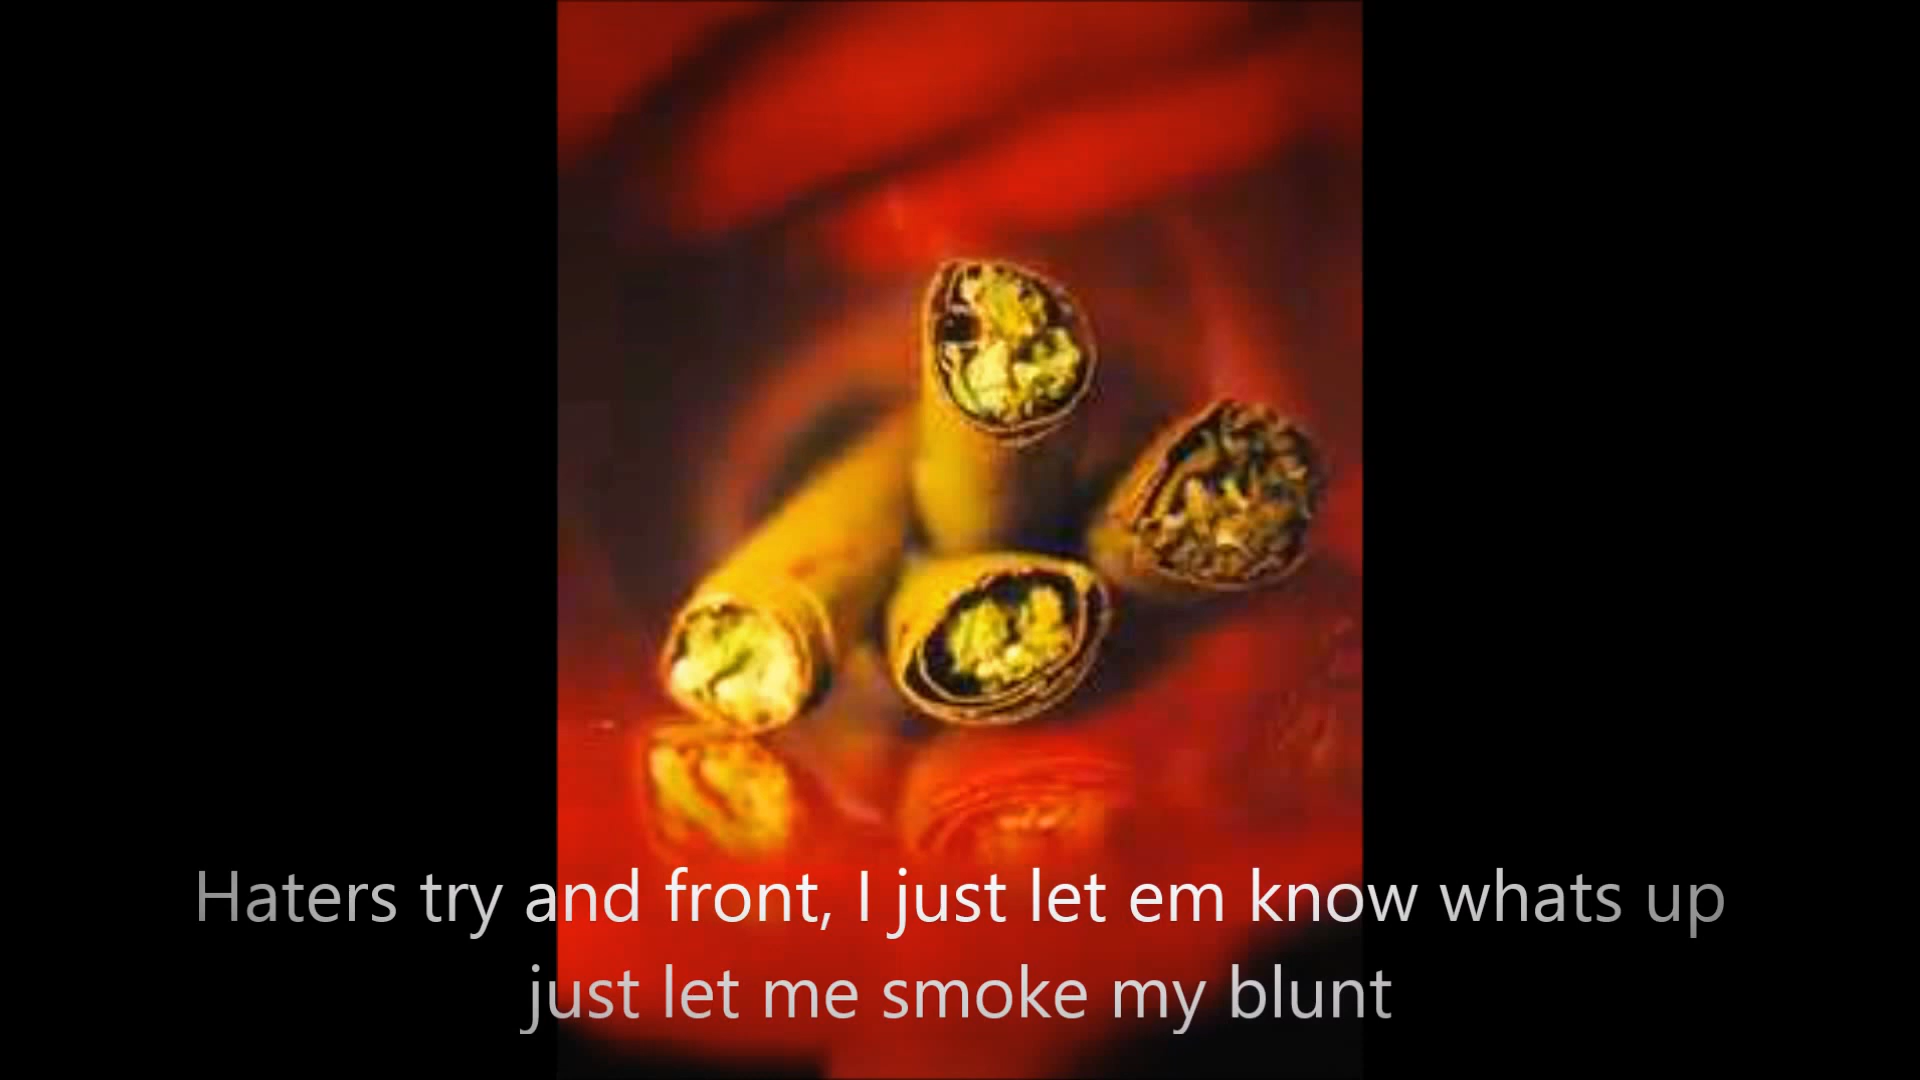 Haters try and front, I just let em know whats up
just let me smoke my blunt